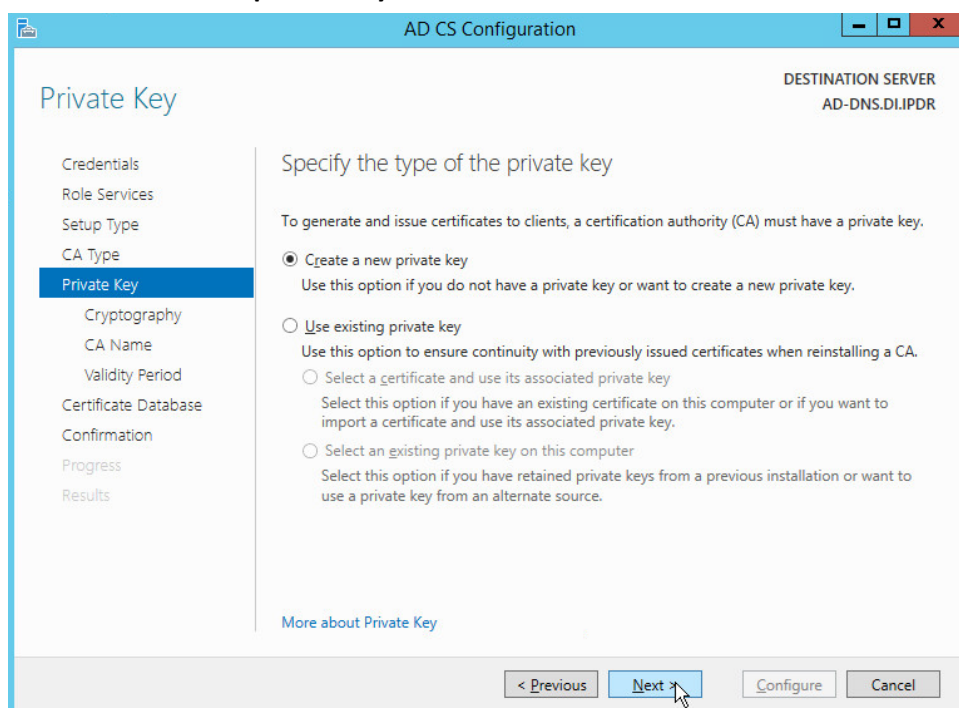 AD CS Configuration
Private Key
DESTINATION SERVER
AD-DNS.DI.IPDR
Credentials
Role Services
Setup Type
CA Type
Private Key
Cryptography
CA Name
Validity Period
Certificate Database
Confirmation
Progress
Results
Specify the type of the private key
To generate and issue certificates to clients, a certification authority (CA) must have a private key.
Create a new private key
Use this option if you do not have a private key or want to create a new private key.
Use existing private key
Use this option to ensure continuity with previously issued certificates when reinstalling a CA.
Select a certificate and use its associated private key
Select this option if you have an existing certificate on this computer or if you want to
import a certificate and use its associated private key.
Select an existing private key on this computer
Select this option if you have retained private keys from a previous installation or want to
use a private key from an alternate source.
More about Private Key
< Previous
Next >
Configure
Cancel